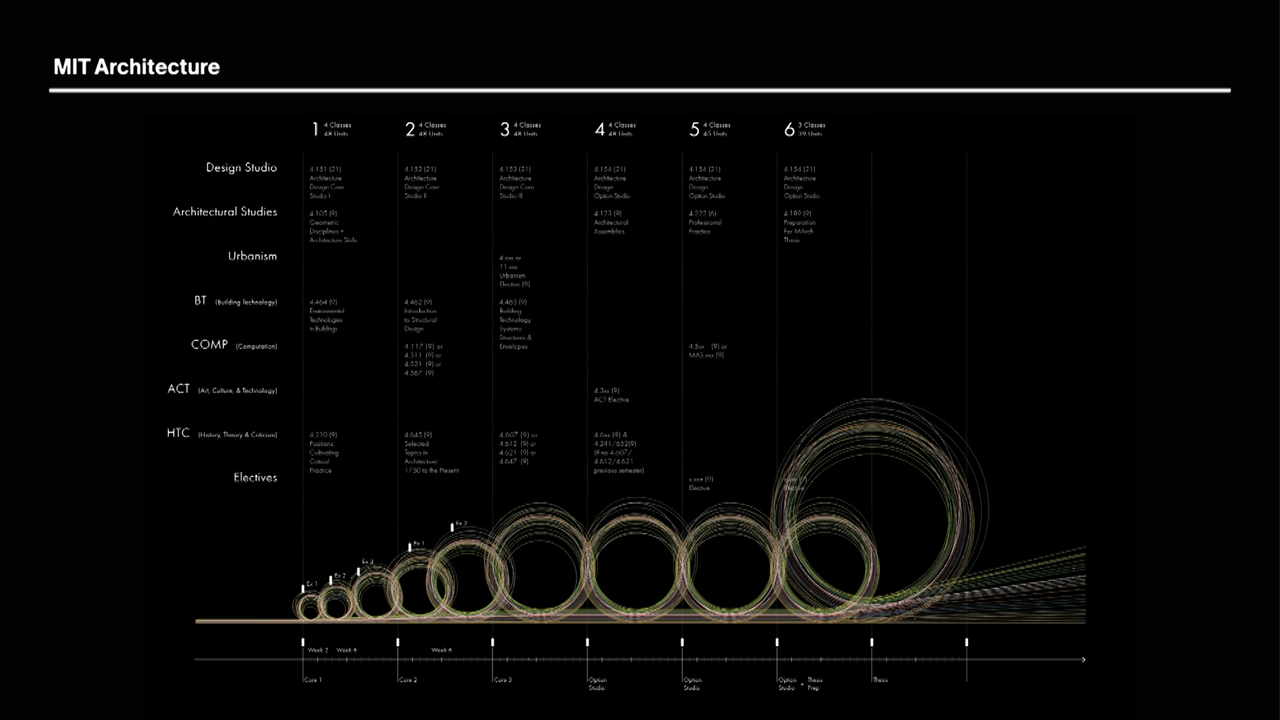 MIT Architecture
1 4 Classes
48 Units
2 4 Classes
48 Units
3 4 Classes
48 Units
4 4 Classes
48 Units
5 4 Classes
45 Units
6 3 Classes
39 Units
Design Studio
4.151 (21)
Architecture
Design Core
Studio I
4.152 (21)
Architecture
Design Core
Studio II
4.153 (21)
Architecture
Design Core
Studio III
4.154 (21)
Architecture
Design
Option Studio
4.154 (21)
Architecture
Design
Option Studio
4.154 (21)
Architecture
Design
Option Studio
Architectural Studies
4.105 (9)
Geometric
Disciplines +
Architecture Skills
4.123 (9)
Architectural
Assemblies
4.222 (6)
Professional
Practice
4.189 (9)
Preparation
For MArch
Thesis
Urbanism
4.xxx or
11.xxx
Urbanism
Elective (9)
BT (Building Technology)
4.464 (9)
Environmental
Technologies
in Buildings
4.462 (9)
Introduction
to Structural
Design
4.463 (9)
Building
Technology
Systems:
Structures &
Envelopes
COMP (Computation)
4.117 (9) or
4.511 (9) or
4.521 (9) or
4.567 (9)
4.5xx (9) or
MAS.xxx (9)
ACT (Art, Culture, & Technology)
4.3xx (9)
ACT Elective
HTC (History, Theory & Criticism)
4.210 (9)
Positions:
Cultivating
Critical
Practice
4.645 (9)
Selected
Topics in
Architecture:
1750 to the Present
4.607 (9) or
4.612 (9) or
4.621 (9) or
4.647 (9)
4.6xx (9) &
4.241/652(9)
(if no 4.607/
4.612/4.621
previous semester)
Electives
x.xxx (9)
Elective
Elective
Ex 1
Ex 2
Ex 3
Ex 1
Ex 2
Week 2
Week 8
Week 8
Core 1
Core 2
Core 3
Option
Studio
Option
Studio
Option
Studio
+
Thesis
Prep
Thesis